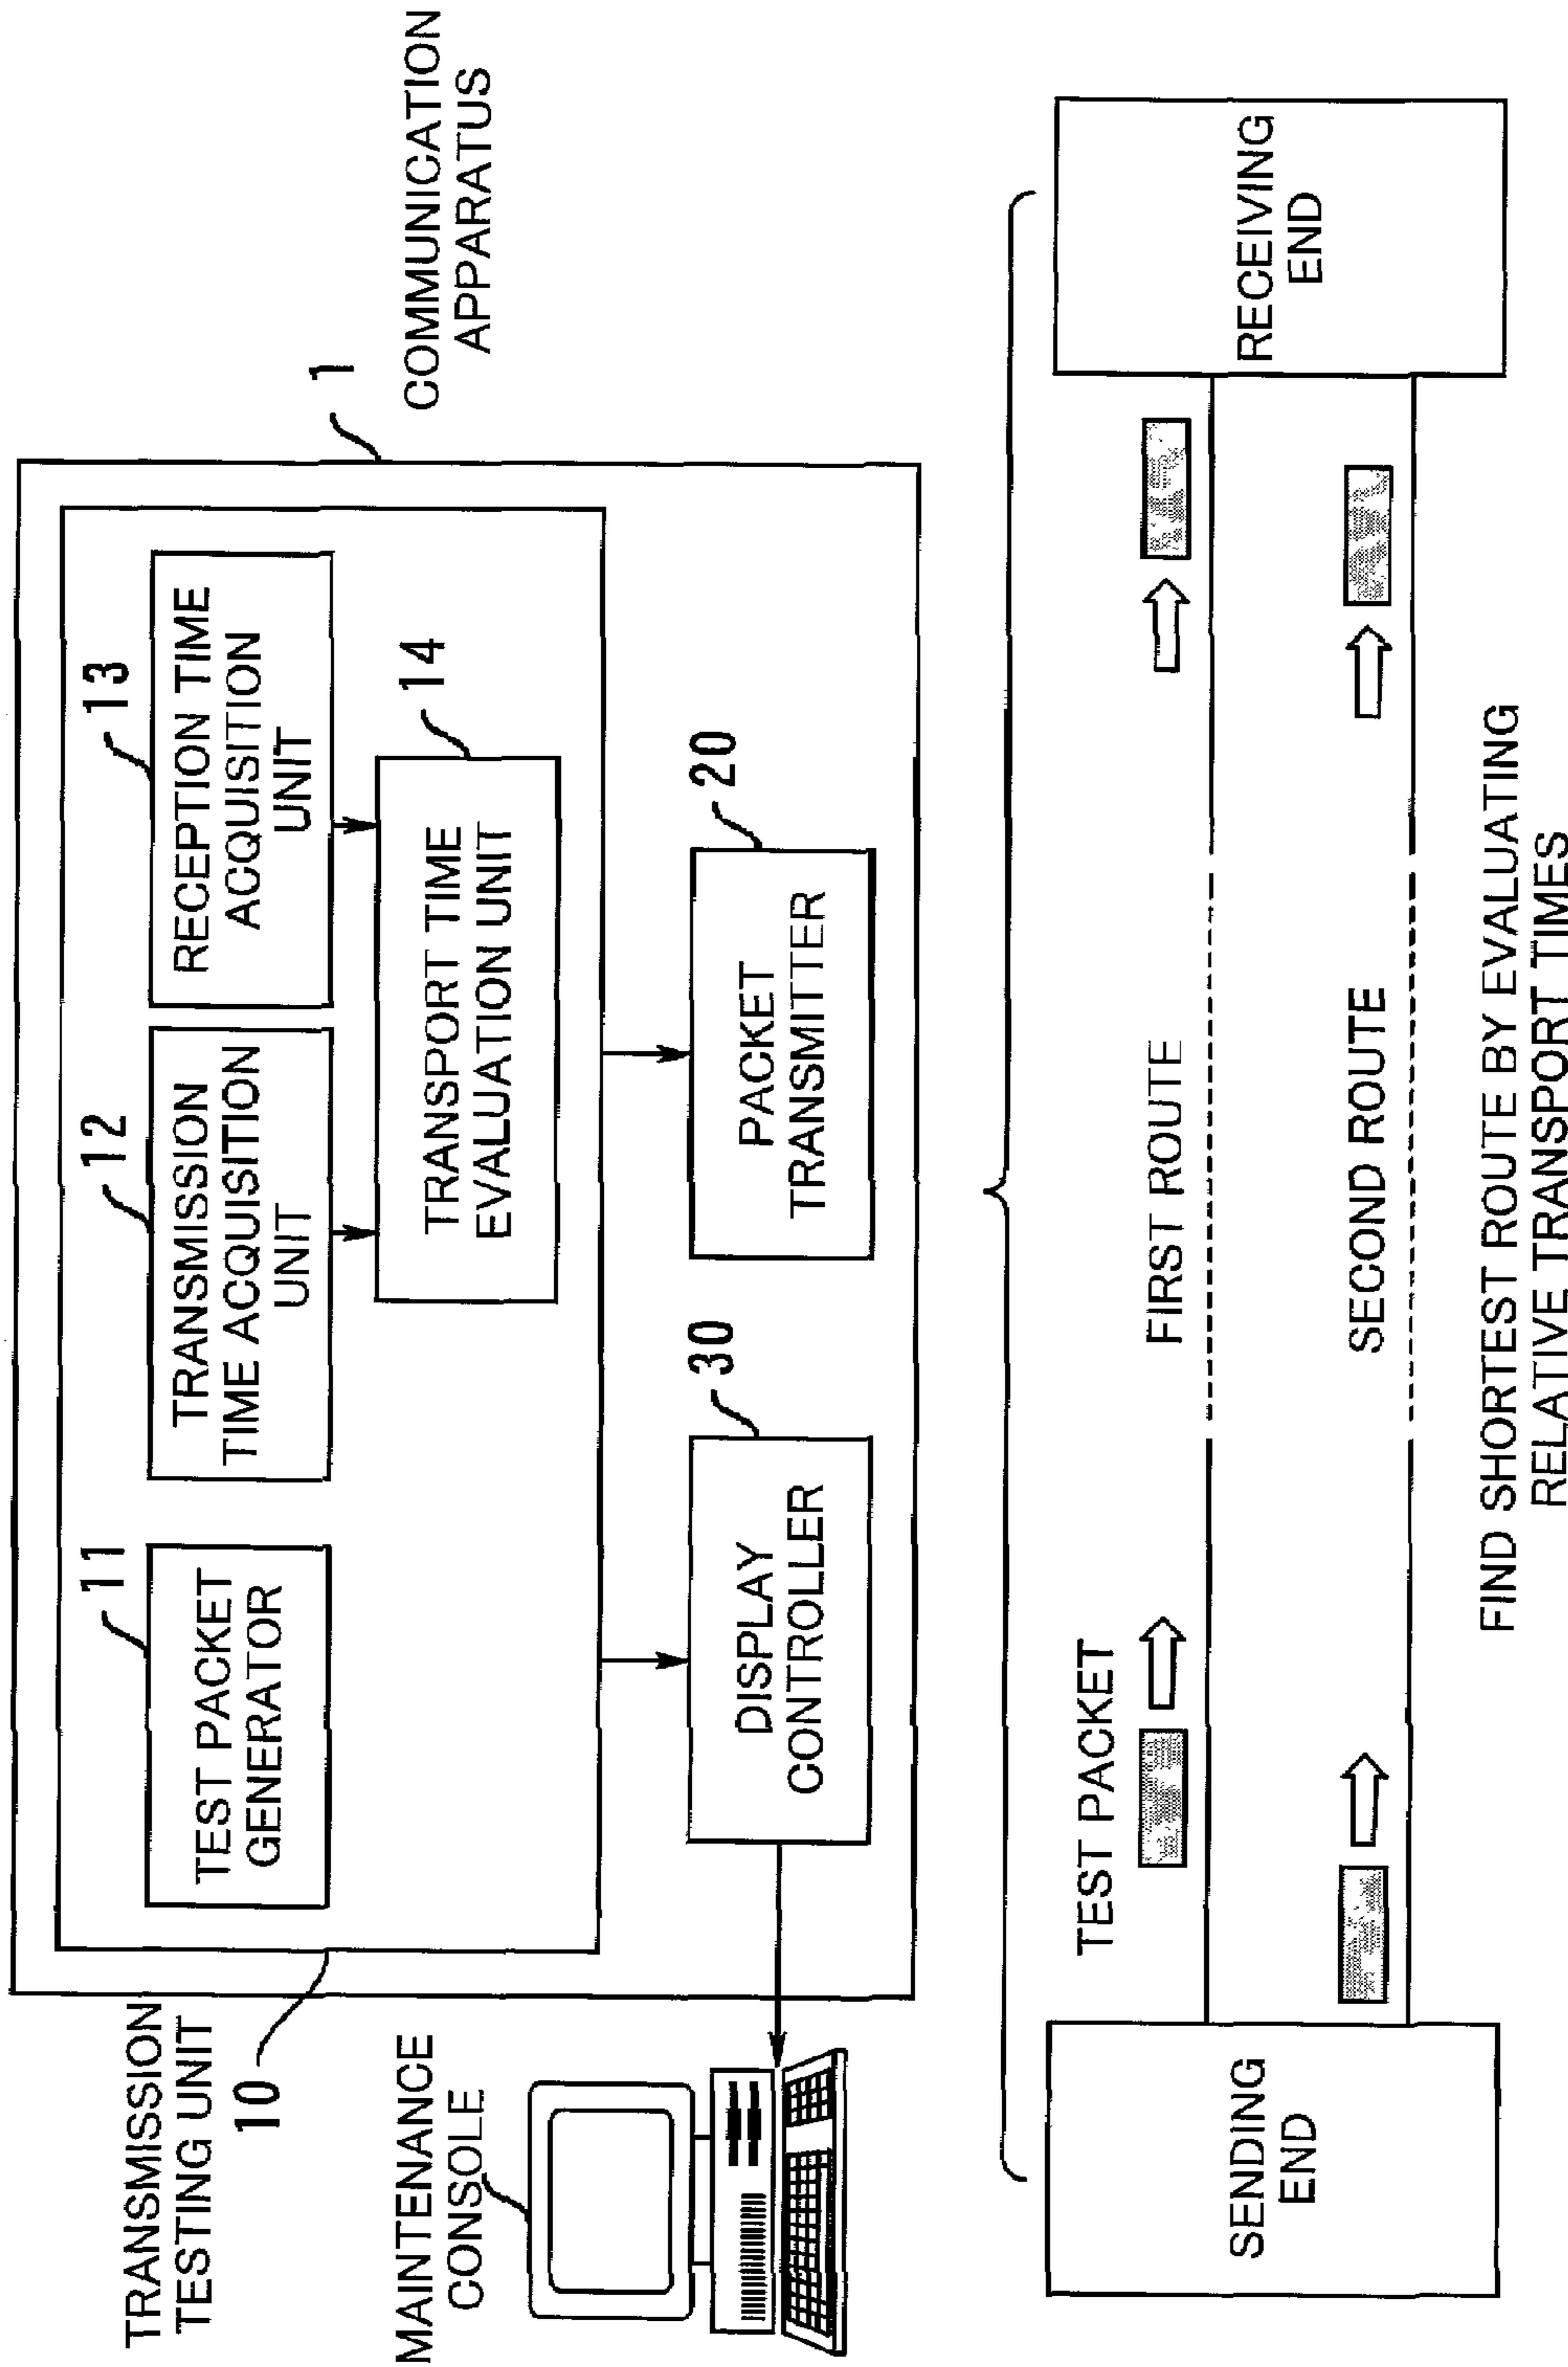 COMMUNICATION
APPARATUS
1
TRANSMISSION
TESTING UNIT
10
11
TEST PACKET
GENERATOR
12
TRANSMISSION
TIME ACQUISITION
UNIT
13
RECEPTION TIME
ACQUISITION
UNIT
14
TRANSPORT TIME
EVALUATION UNIT
MAINTENANCE
CONSOLE
30
DISPLAY
CONTROLLER
20
PACKET
TRANSMITTER
SENDING
END
TEST PACKET
FIRST ROUTE
SECOND ROUTE
RECEIVING
END
FIND SHORTEST ROUTE BY EVALUATING
RELATIVE TRANSPORT TIMES